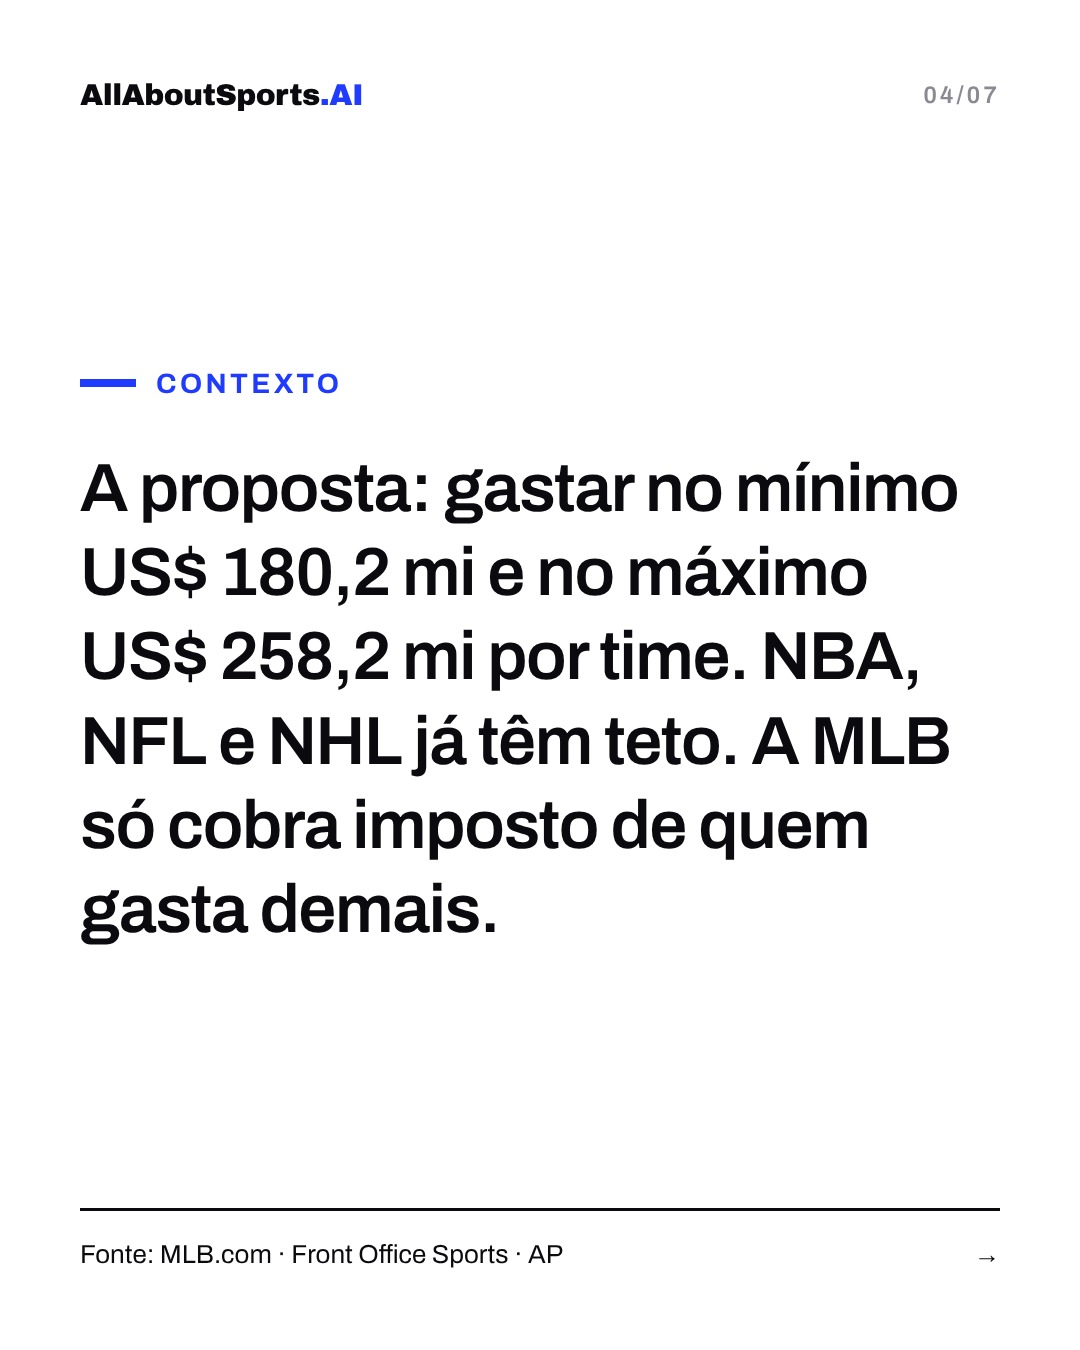 AllAboutSports.AI
04/07
CONTEXTO
A proposta: gastar no mínimo
US$ 180,2 mi e no máximo
US$ 258,2 mi por time. NBA,
NFL e NHL já têm teto. A MLB
só cobra imposto de quem
gasta demais.
Fonte: MLB.com · Front Office Sports · AP
→